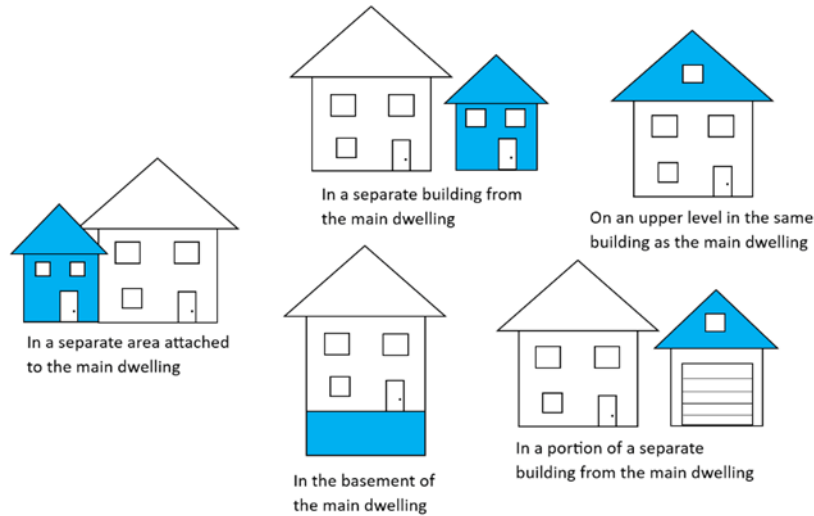 In a separate building from
the main dwelling
On an upper level in the same
building as the main dwelling
In a separate area attached
to the main dwelling
In the basement of
the main dwelling
In a portion of a separate
building from the main dwelling